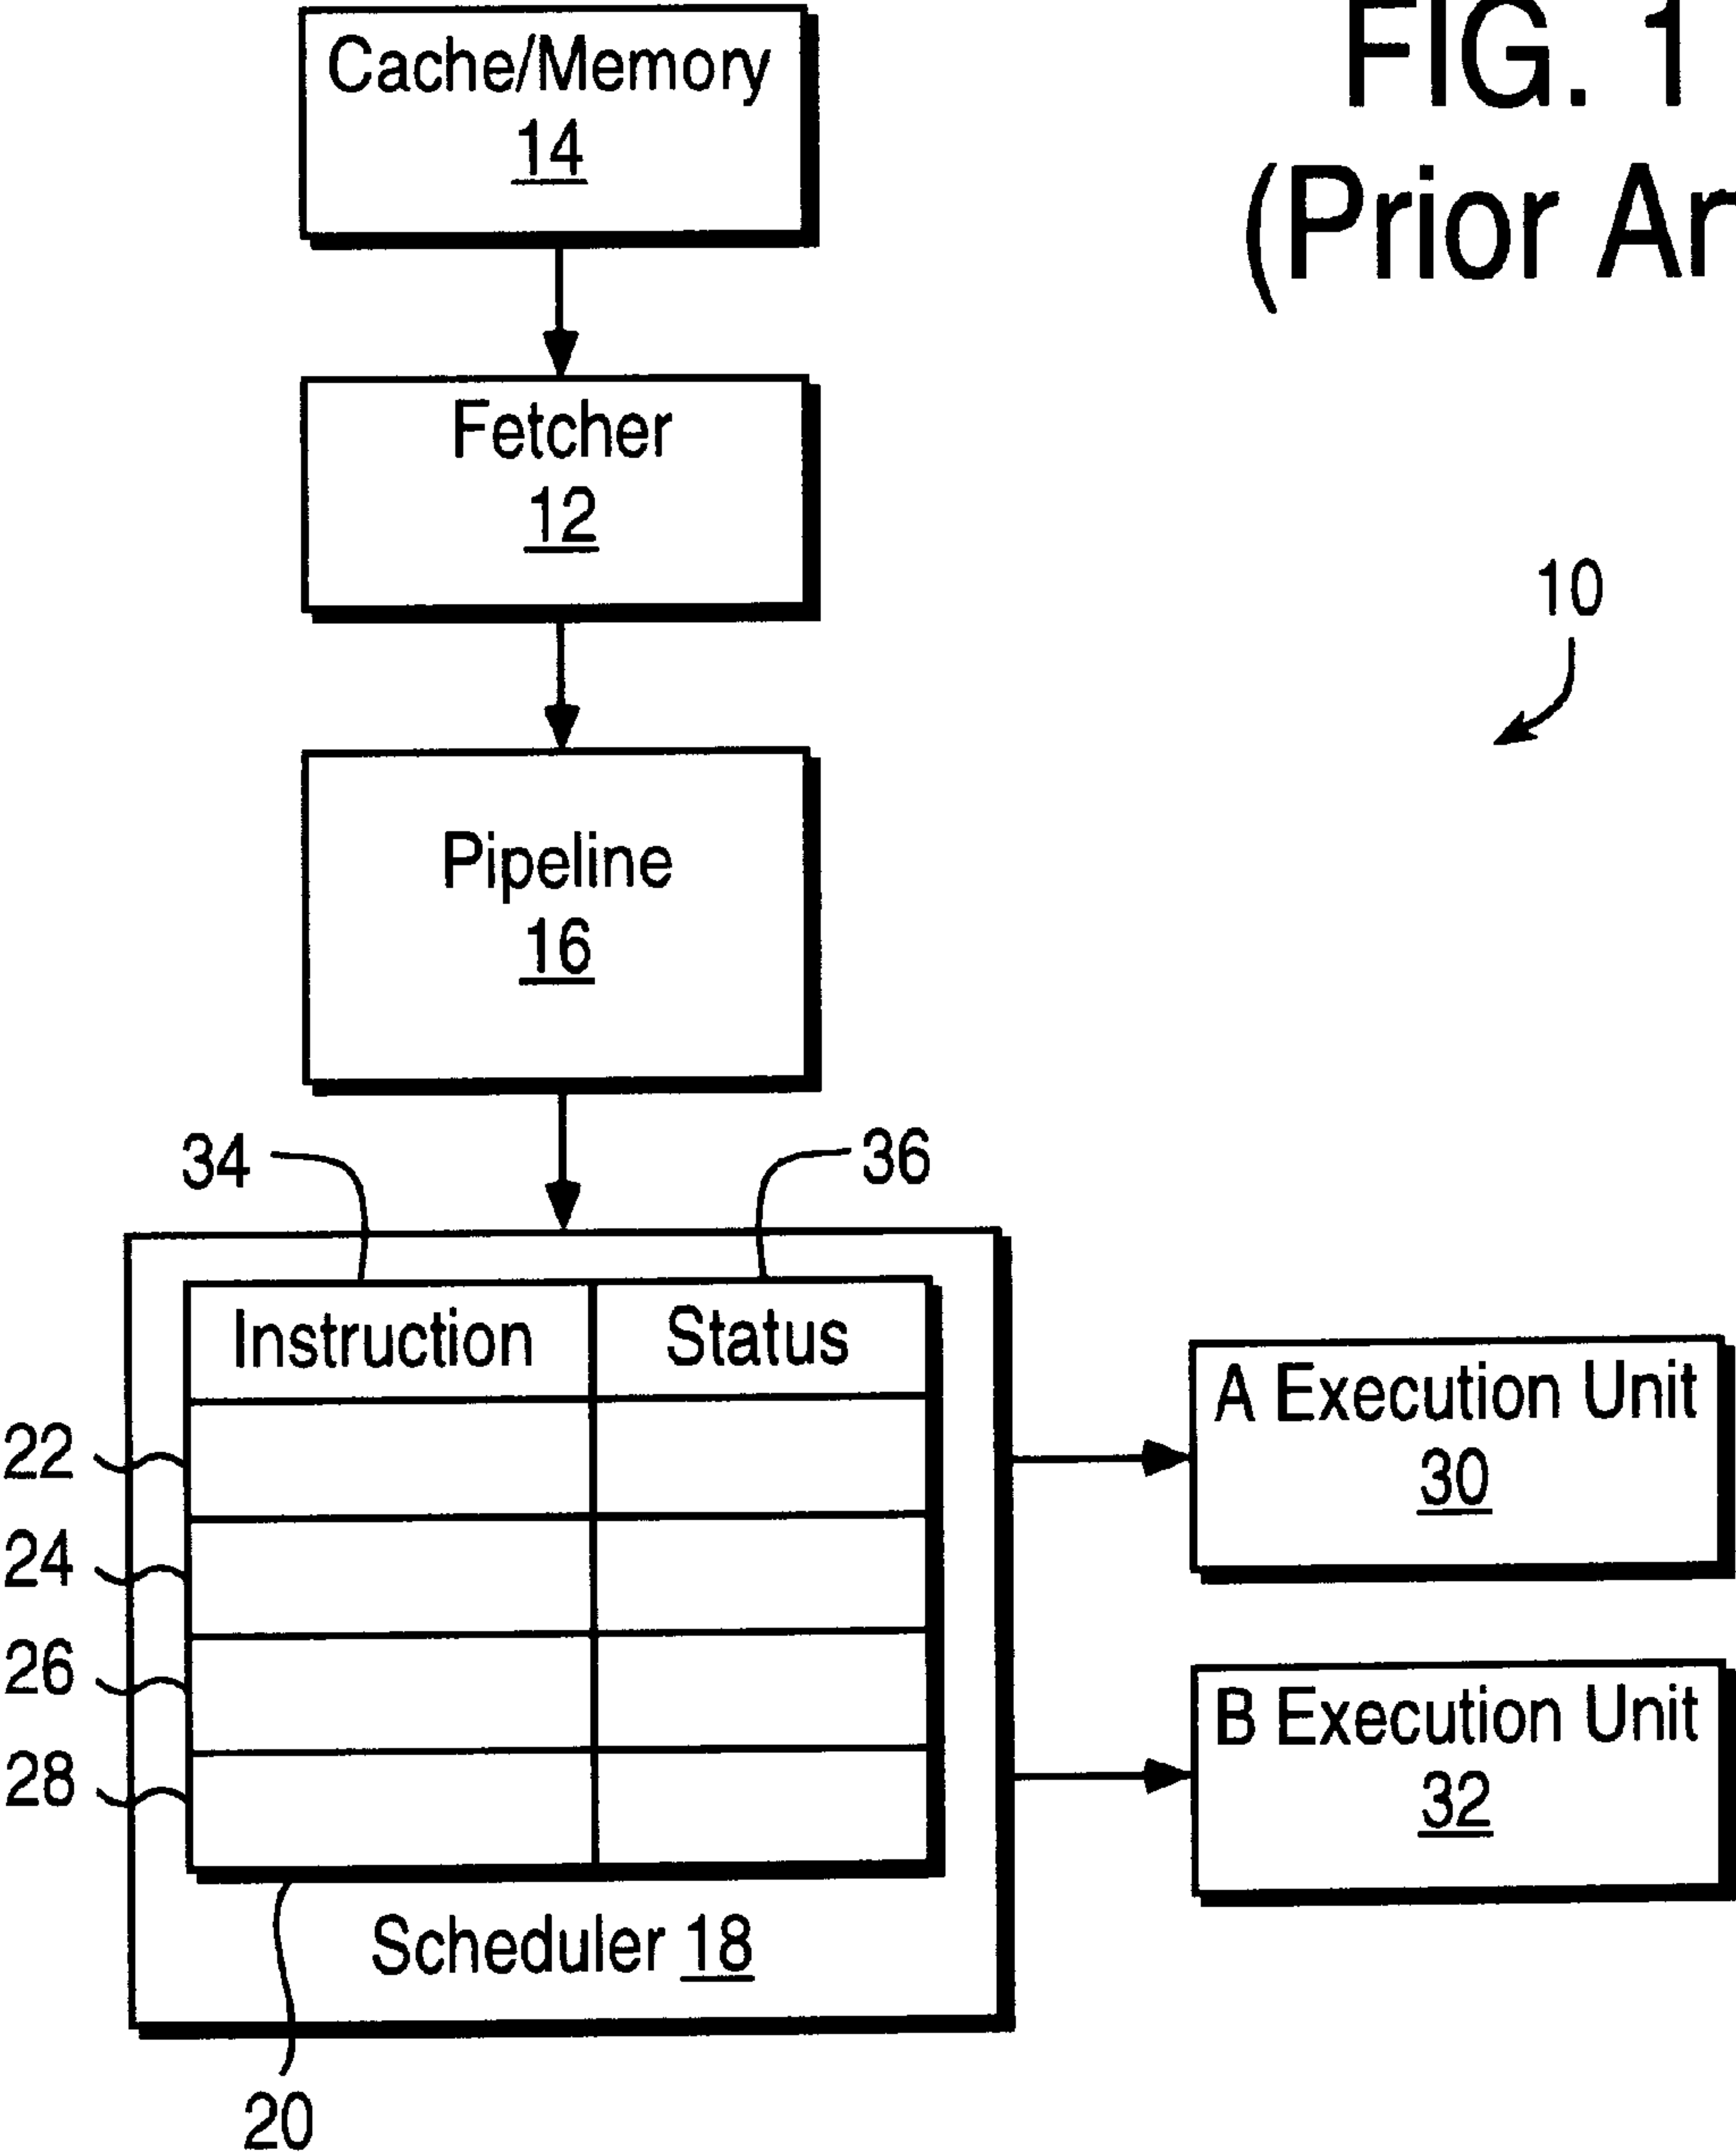 FIG. 1
(Prior Ar
Cache/Memory
14
Fetcher
12
10
Pipeline
16
34
36
Instruction
Status
22
24
26
28
A Execution Unit
30
B Execution Unit
32
Scheduler 18
20